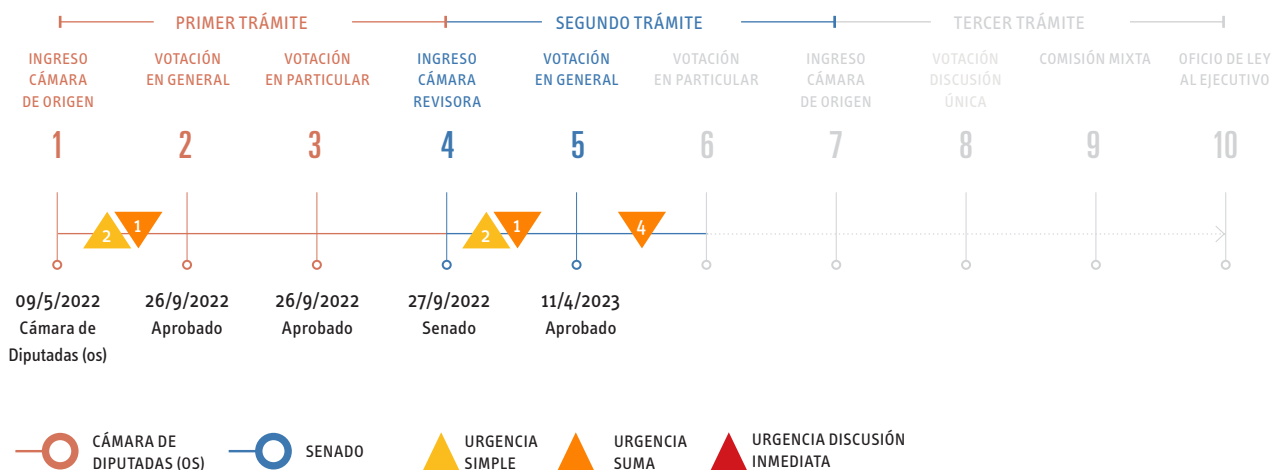 PRIMER TRÁMITE
SEGUNDO TRÁMITE
TERCER TRÁMITE
INGRESO
CÁMARA
DE ORIGEN
VOTACIÓN
EN GENERAL
VOTACIÓN
EN PARTICULAR
INGRESO
CÁMARA
REVISORA
VOTACIÓN
EN GENERAL
VOTACIÓN
EN PARTICULAR
INGRESO
CÁMARA
DE ORIGEN
VOTACIÓN
DISCUSIÓN
ÚNICA
COMISIÓN MIXTA
OFICIO DE LEY
AL EJECUTIVO
1
2
3
4
5
6
7
8
9
10
2
1
2
1
4
09/5/2022
Cámara de
Diputadas (os)
26/9/2022
Aprobado
26/9/2022
Aprobado
27/9/2022
Senado
11/4/2023
Aprobado
CÁMARA DE
DIPUTADAS (OS)
SENADO
URGENCIA
SIMPLE
URGENCIA
SUMA
URGENCIA DISCUSIÓN
INMEDIATA